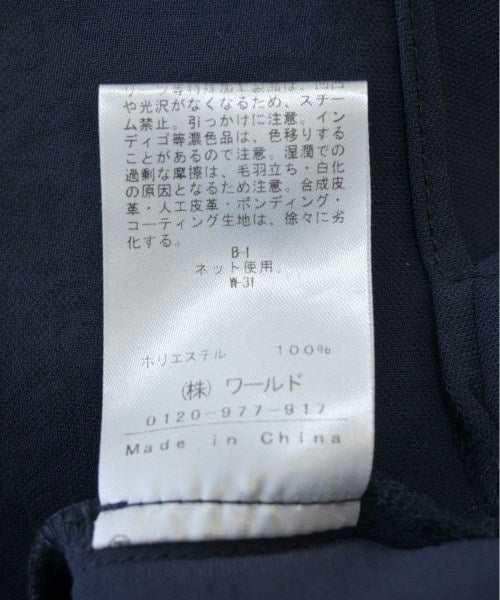 や光沢がなくなるため、スチー
ム禁止。引っかけに注意。イン
ディゴ等濃色品は、色移りする
ことがあるので注意。湿潤での
過剰な摩擦は、毛羽立ち・白化
の原因となるため注意。合成皮
革・人工皮革・ボンディング・
コーティング生地は、徐々に劣
化する。
B-1
ネット使用。
W-31
ポリエステル 100%
(株) ワールド
0120-977-917
Made in China